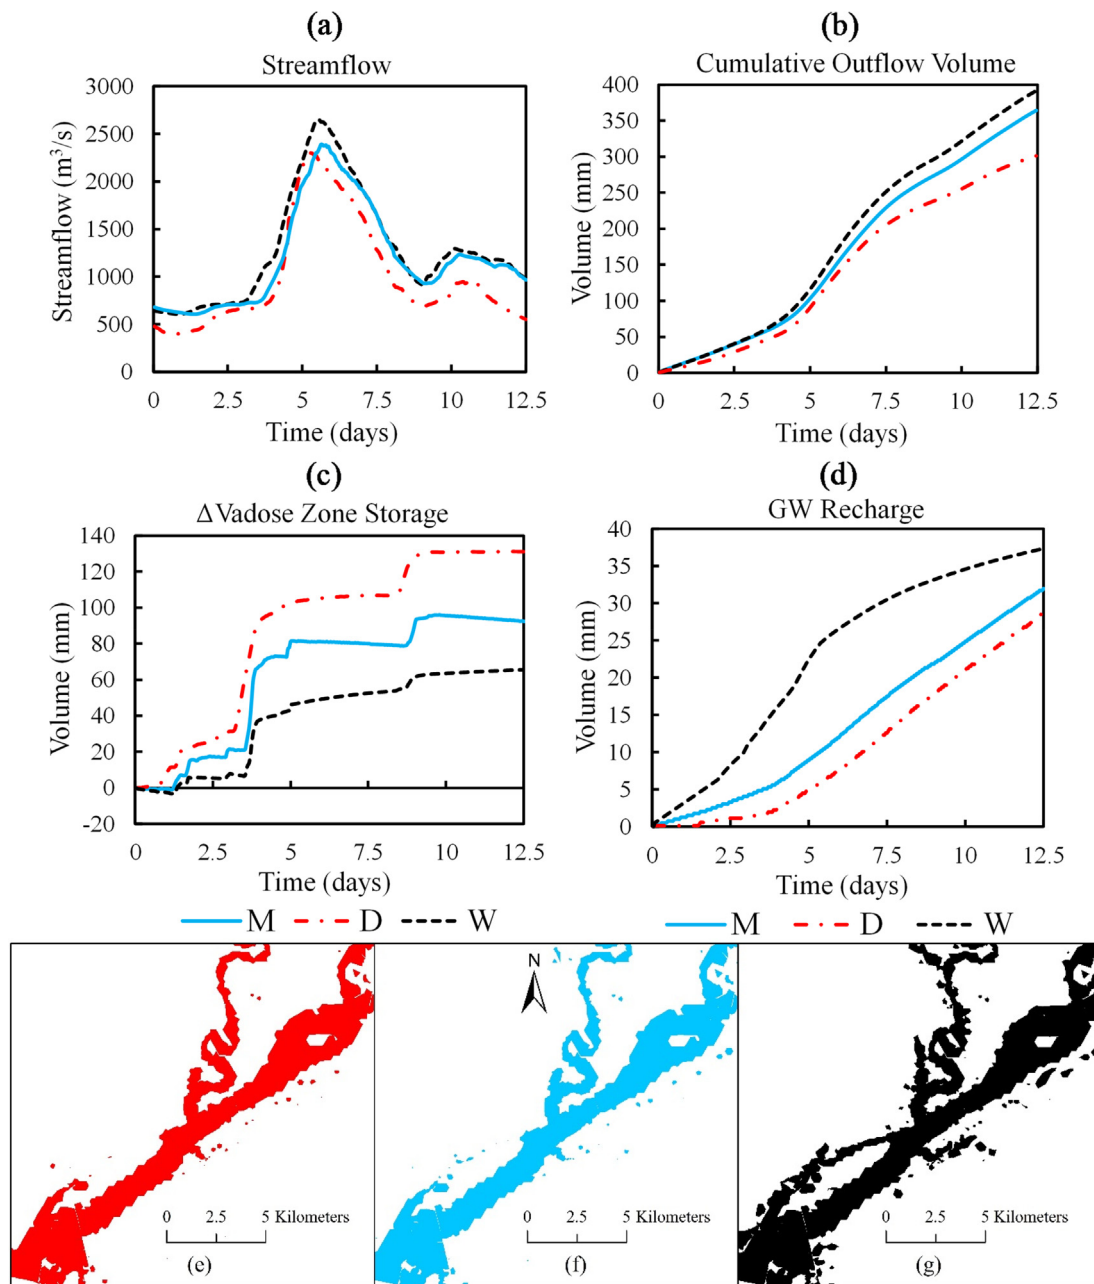 (a)
Streamflow
Streamflow (m³/s)
3000
2500
2000
1500
1000
500
0
0 2.5 5 7.5 10 12.5
Time (days)
(b)
Cumulative Outflow Volume
Volume (mm)
400
350
300
250
200
150
100
50
0
0 2.5 5 7.5 10 12.5
Time (days)
(c)
ΔVadose Zone Storage
Volume (mm)
140
120
100
80
60
40
20
0
-20
0 2.5 5 7.5 10 12.5
Time (days)
M D W
(d)
GW Recharge
Volume (mm)
40
35
30
25
20
15
10
5
0
0 2.5 5 7.5 10 12.5
Time (days)
M D W
0 2.5 5 Kilometers
(e)
N
0 2.5 5 Kilometers
(f)
0 2.5 5 Kilometers
(g)